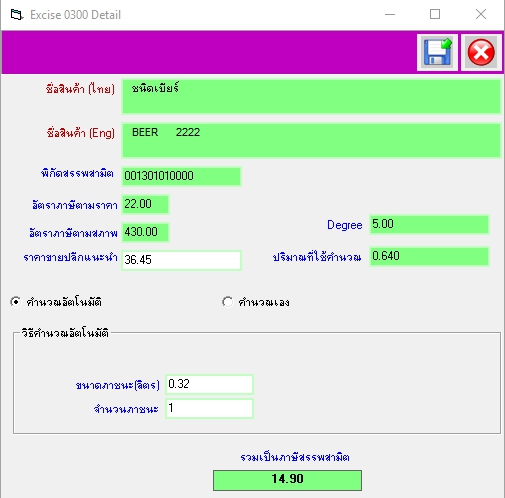 Excise 0300 Detail
ชื่อสินค้า (ไทย) ชนิดเบียร์
ชื่อสินค้า (Eng) BEER 2222
พิกัดสรรพสามิต 001301010000
อัตราภาษีตามราคา 22.00
Degree 5.00
อัตราภาษีตามสภาพ 430.00
ราคาขายปลีกแนะนำ 36.45
ปริมาณที่ใช้คำนวณ 0.640
คำนวณอัตโนมัติ คำนวณเอง
วิธีคำนวณอัตโนมัติ
ขนาดภาชนะ(ลิตร) 0.32
จำนวนภาชนะ 1
รวมเป็นภาษีสรรพสามิต
14.90